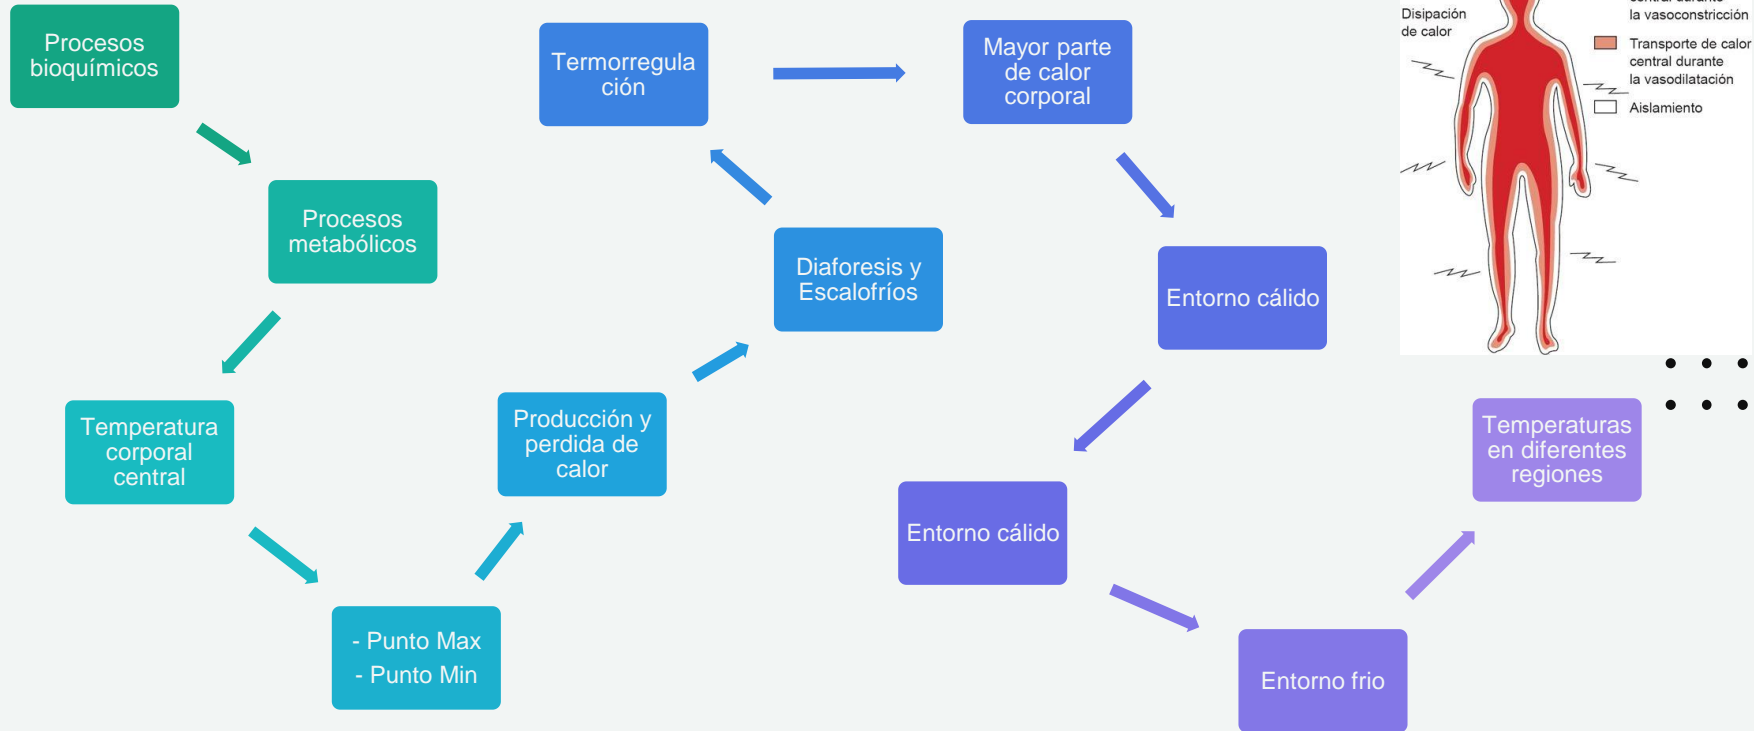 Procesos
bioquímicos
Procesos
metabólicos
Temperatura
corporal
central
- Punto Max
- Punto Min
Producción y
perdida de
calor
Diaforesis y
Escalofríos
Termorregula
ción
Mayor parte
de calor
corporal
Entorno cálido
Entorno cálido
Entorno frio
Temperaturas
en diferentes
regiones
Disipación
de calor
central durante
la vasoconstricción
Transporte de calor
central durante
la vasodilatación
Aislamiento